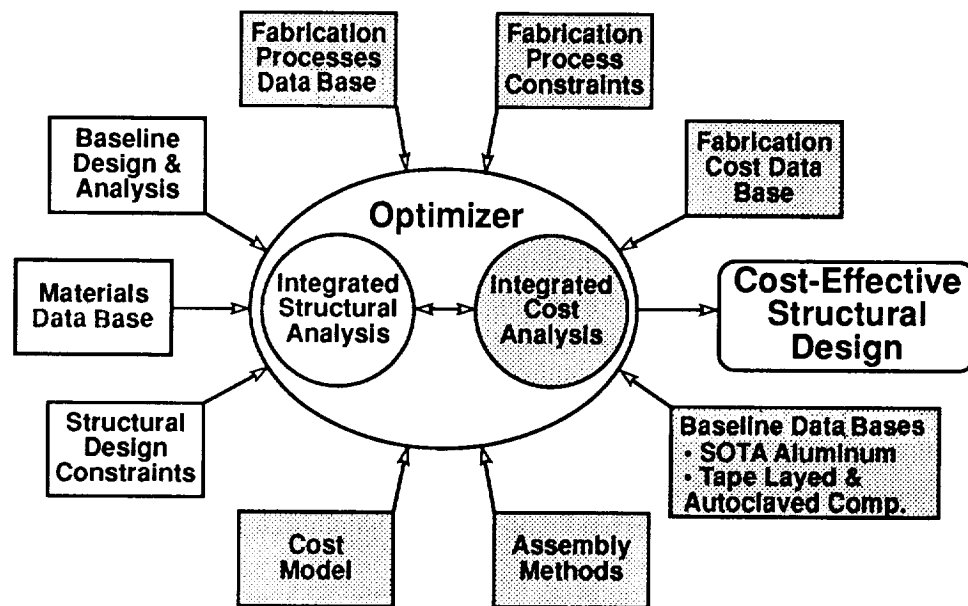 Fabrication
Processes
Data Base
Fabrication
Process
Constraints
Baseline
Design &
Analysis
Fabrication
Cost Data
Base
Optimizer
Materials
Data Base
Integrated
Structural
Analysis
Integrated
Cost
Analysis
Cost-Effective
Structural
Design
Structural
Design
Constraints
Baseline Data Bases
• SOTA Aluminum
• Tape Layed &
Autoclaved Comp.
Cost
Model
Assembly
Methods